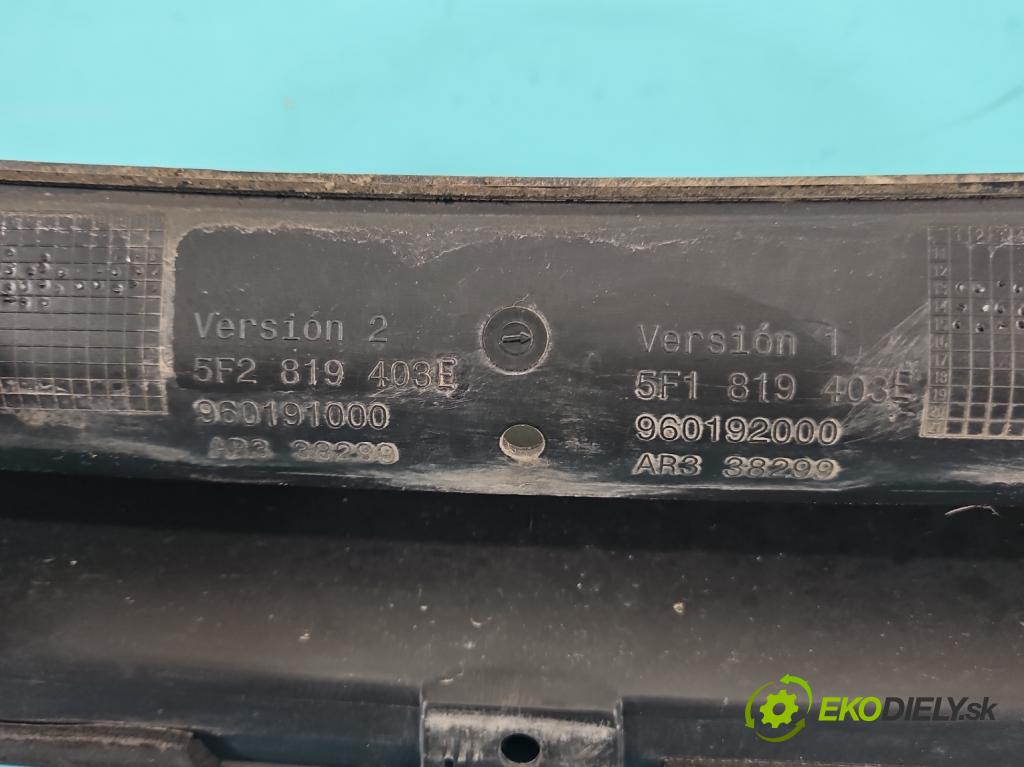 Versión 2
5F2 819 403E
960191000
AR3 38299
Versión 1
5F1 819 403E
960192000
AR3 38299
EKODIELY.sk